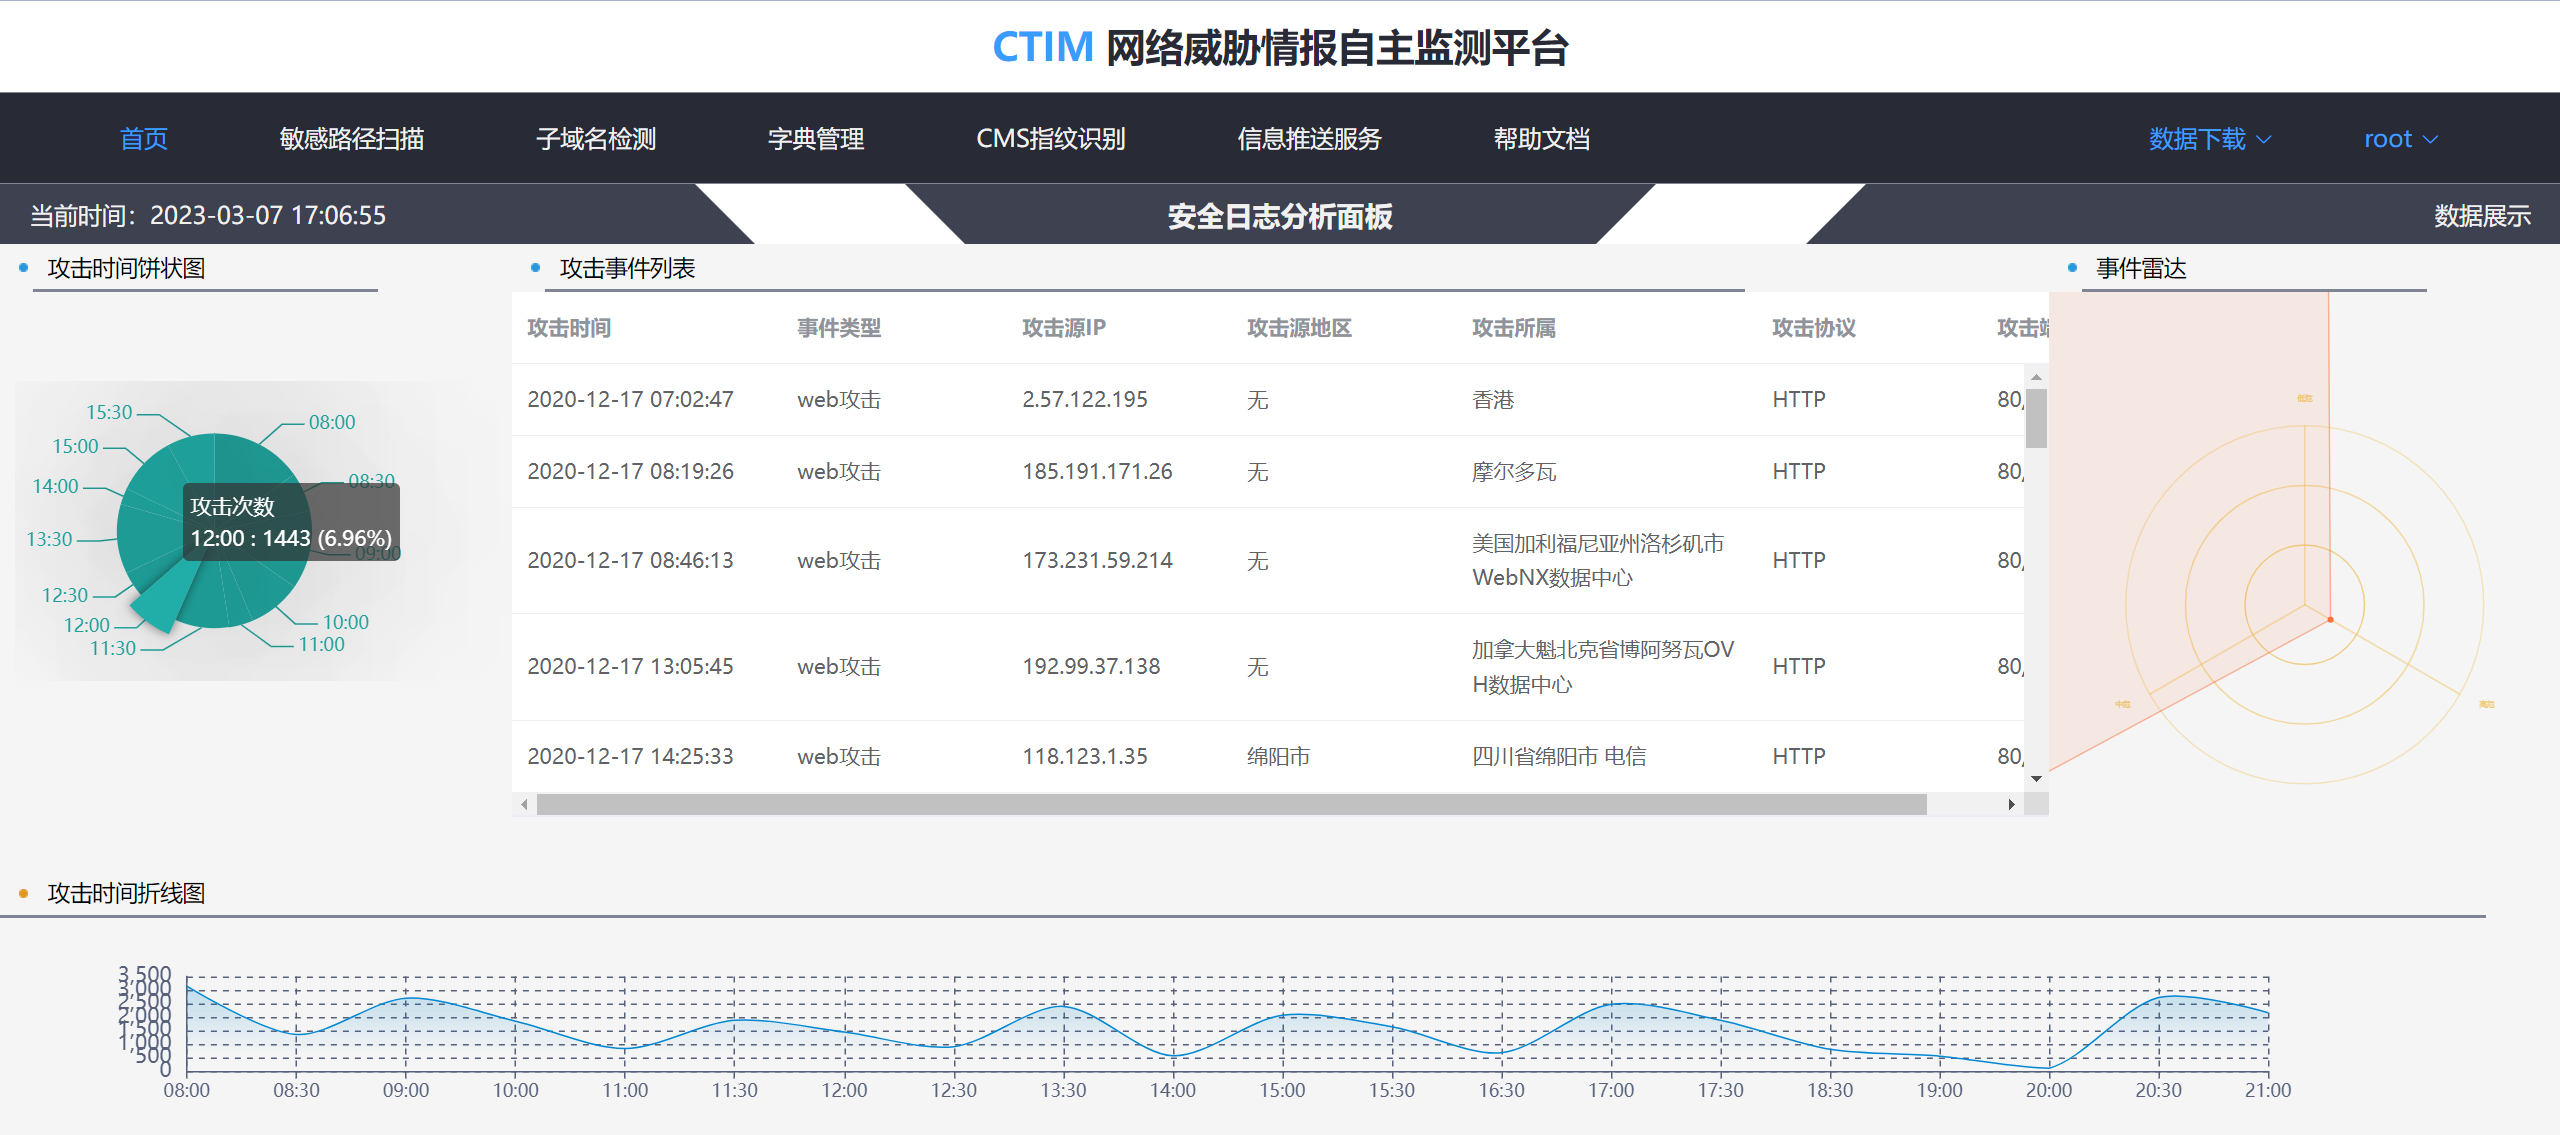 CTIM 网络威胁情报自主监测平台
首页 敏感路径扫描 子域名检测 字典管理 CMS指纹识别 信息推送服务 帮助文档 数据下载 root
当前时间：2023-03-07 17:06:55 安全日志分析面板 数据展示
攻击时间饼状图
15:30
08:00
15:00
08:30
14:00
攻击次数
12:00 : 1443 (6.96%)
13:30
09:00
12:30
12:00
10:00
11:30
11:00
攻击事件列表
攻击时间 事件类型 攻击源IP 攻击源地区 攻击所属 攻击协议 攻击
2020-12-17 07:02:47 web攻击 2.57.122.195 无 香港 HTTP 80,
2020-12-17 08:19:26 web攻击 185.191.171.26 无 摩尔多瓦 HTTP 80,
2020-12-17 08:46:13 web攻击 173.231.59.214 无 美国加利福尼亚州洛杉矶市
WebNX数据中心 HTTP 80,
2020-12-17 13:05:45 web攻击 192.99.37.138 无 加拿大魁北克省博阿努瓦OV
H数据中心 HTTP 80,
2020-12-17 14:25:33 web攻击 118.123.1.35 绵阳市 四川省绵阳市 电信 HTTP 80,
事件雷达
低危
中危
高危
攻击时间折线图
3,500
3,000
2,500
2,000
1,500
1,000
500
0
08:00 08:30 09:00 10:00 11:00 11:30 12:00 12:30 13:30 14:00 15:00 15:30 16:30 17:00 17:30 18:30 19:00 20:00 20:30 21:00